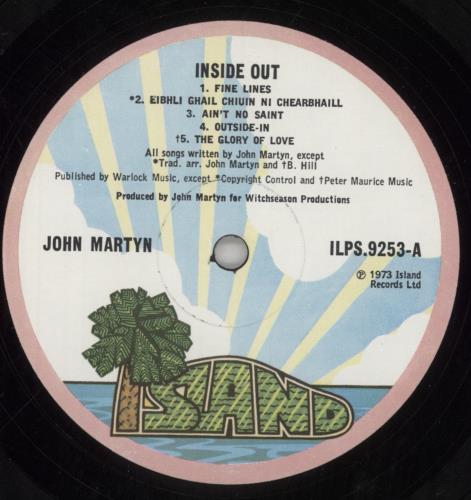 INSIDE OUT
1. FINE LINES
*2. EIBHLI GHAIL CHIUIN NI CHEARBHAILL
3. AIN'T NO SAINT
4. OUTSIDE-IN
†5. THE GLORY OF LOVE
All songs written by John Martyn, except
*Trad. arr. John Martyn and †B. Hill
Published by Warlock Music, except *Copyright Control and †Peter Maurice Music
Produced by John Martyn for Witchseason Productions
JOHN MARTYN
ILPS.9253-A
℗ 1973 Island
Records Ltd
ISLAND